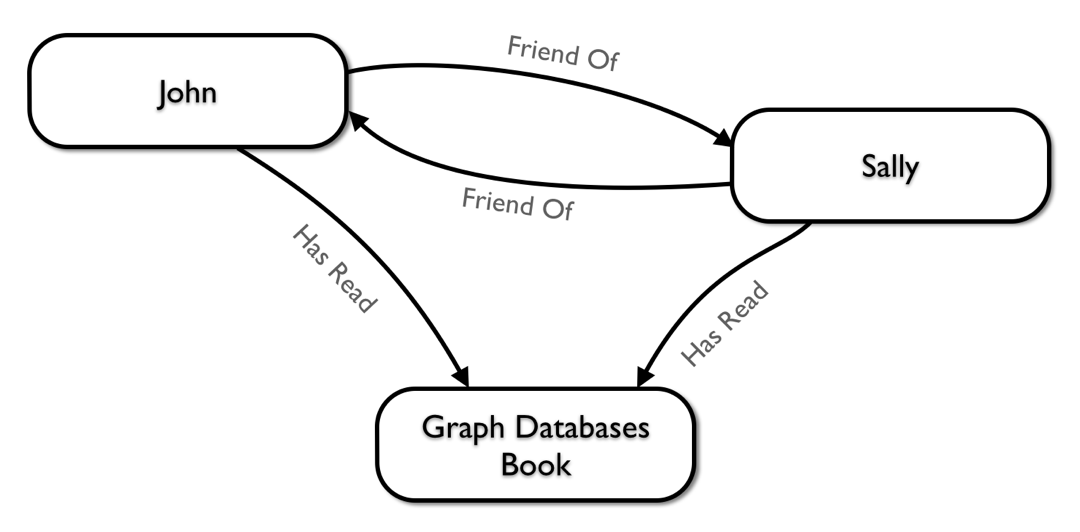 Friend Of
John
Sally
Friend Of
Has Read
Has Read
Graph Databases
Book